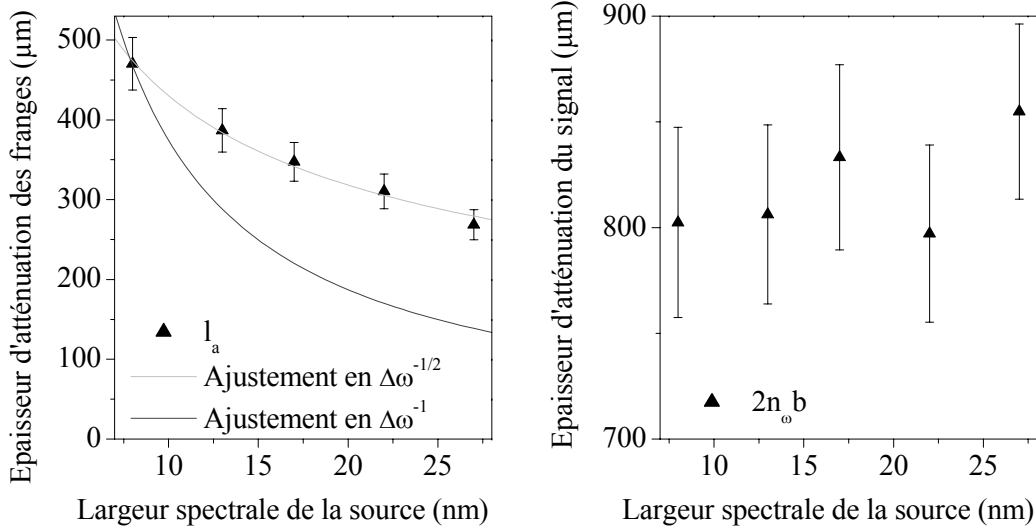 Epaisseur d'atténuation des franges (μm)
500
400
300
200
100
0
l_a
Ajustement en Δω^-1/2
Ajustement en Δω^-1
10
15
20
25
Largeur spectrale de la source (nm)
Epaisseur d'atténuation du signal (μm)
900
800
700
2n_ω b
10
15
20
25
Largeur spectrale de la source (nm)